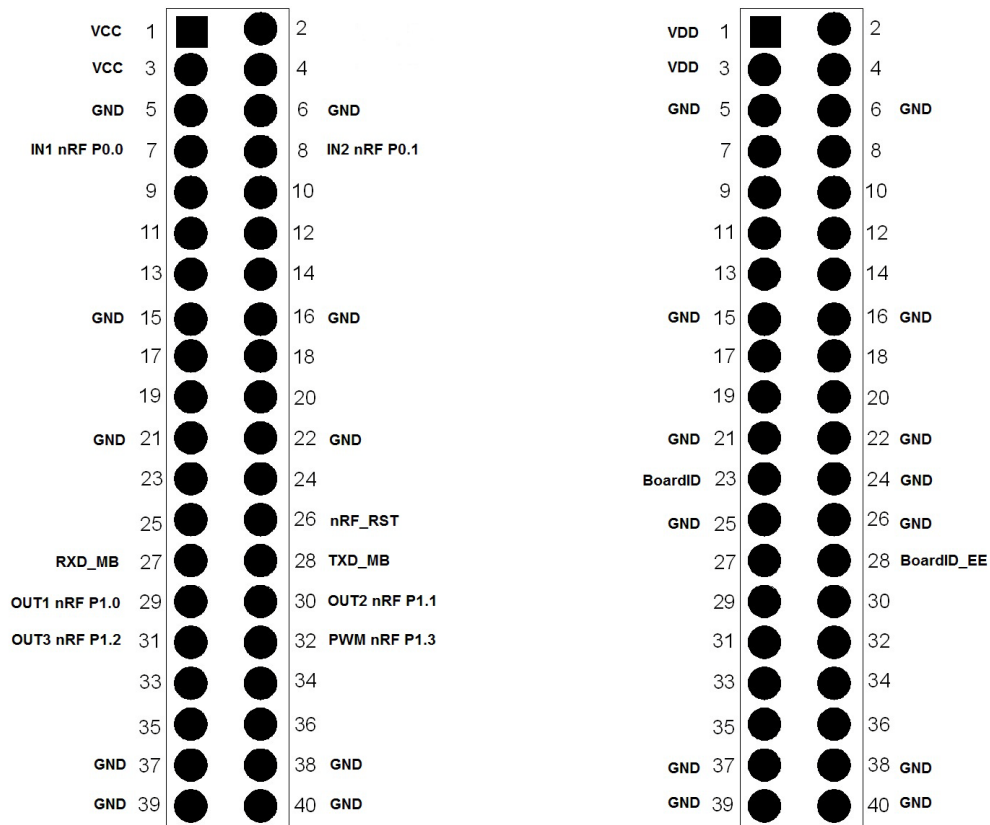 VCC 1 2
VCC 3 4
GND 5 6 GND
IN1 nRF P0.0 7 8 IN2 nRF P0.1
9 10
11 12
13 14
GND 15 16 GND
17 18
19 20
GND 21 22 GND
23 24
25 26 nRF_RST
RXD_MB 27 28 TXD_MB
OUT1 nRF P1.0 29 30 OUT2 nRF P1.1
OUT3 nRF P1.2 31 32 PWM nRF P1.3
33 34
35 36
GND 37 38 GND
GND 39 40 GND
VDD 1 2
VDD 3 4
GND 5 6 GND
7 8
9 10
11 12
13 14
GND 15 16 GND
17 18
19 20
GND 21 22 GND
BoardID 23 24 GND
GND 25 26 GND
27 28 BoardID_EE
29 30
31 32
33 34
35 36
GND 37 38 GND
GND 39 40 GND